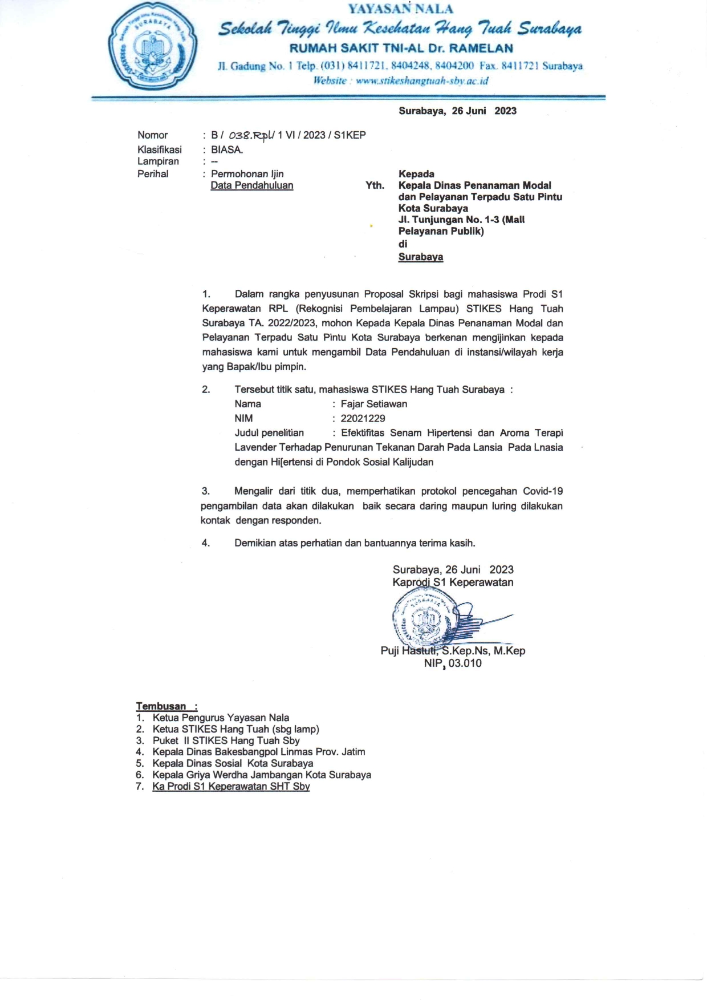 YAYASAN NALA
Sekolah Tinggi Ilmu Kesehatan Hang Tuah Surabaya
RUMAH SAKIT TNI-AL Dr. RAMELAN
Jl. Gadung No. 1 Telp. (031) 8411721, 8404248, 8404200 Fax. 8411721 Surabaya
Website : www.stikeshangtuah-sby.ac.id
SURABAYA
Surabaya, 26 Juni 2023
Nomor : B / 038.Rpl/ 1 VI / 2023 / S1KEP
Klasifikasi : BIASA.
Lampiran : --
Perihal : Permohonan Ijin
Data Pendahuluan
Kepada
Yth. Kepala Dinas Penanaman Modal
dan Pelayanan Terpadu Satu Pintu
Kota Surabaya
Jl. Tunjungan No. 1-3 (Mall
Pelayanan Publik)
di
Surabaya
1. Dalam rangka penyusunan Proposal Skripsi bagi mahasiswa Prodi S1
Keperawatan RPL (Rekognisi Pembelajaran Lampau) STIKES Hang Tuah
Surabaya TA. 2022/2023, mohon Kepada Kepala Dinas Penanaman Modal dan
Pelayanan Terpadu Satu Pintu Kota Surabaya berkenan mengijinkan kepada
mahasiswa kami untuk mengambil Data Pendahuluan di instansi/wilayah kerja
yang Bapak/Ibu pimpin.
2. Tersebut titik satu, mahasiswa STIKES Hang Tuah Surabaya :
Nama : Fajar Setiawan
NIM : 22021229
Judul penelitian : Efektifitas Senam Hipertensi dan Aroma Terapi
Lavender Terhadap Penurunan Tekanan Darah Pada Lansia Pada Lnasia
dengan Hi[ertensi di Pondok Sosial Kalijudan
3. Mengalir dari titik dua, memperhatikan protokol pencegahan Covid-19
pengambilan data akan dilakukan baik secara daring maupun luring dilakukan
kontak dengan responden.
4. Demikian atas perhatian dan bantuannya terima kasih.
Surabaya, 26 Juni 2023
Kaprodi S1 Keperawatan
SURABAYA
Puji Hastuti, S.Kep.Ns, M.Kep
NIP, 03.010
Tembusan :
1. Ketua Pengurus Yayasan Nala
2. Ketua STIKES Hang Tuah (sbg lamp)
3. Puket II STIKES Hang Tuah Sby
4. Kepala Dinas Bakesbangpol Linmas Prov. Jatim
5. Kepala Dinas Sosial Kota Surabaya
6. Kepala Griya Werdha Jambangan Kota Surabaya
7. Ka Prodi S1 Keperawatan SHT Sby